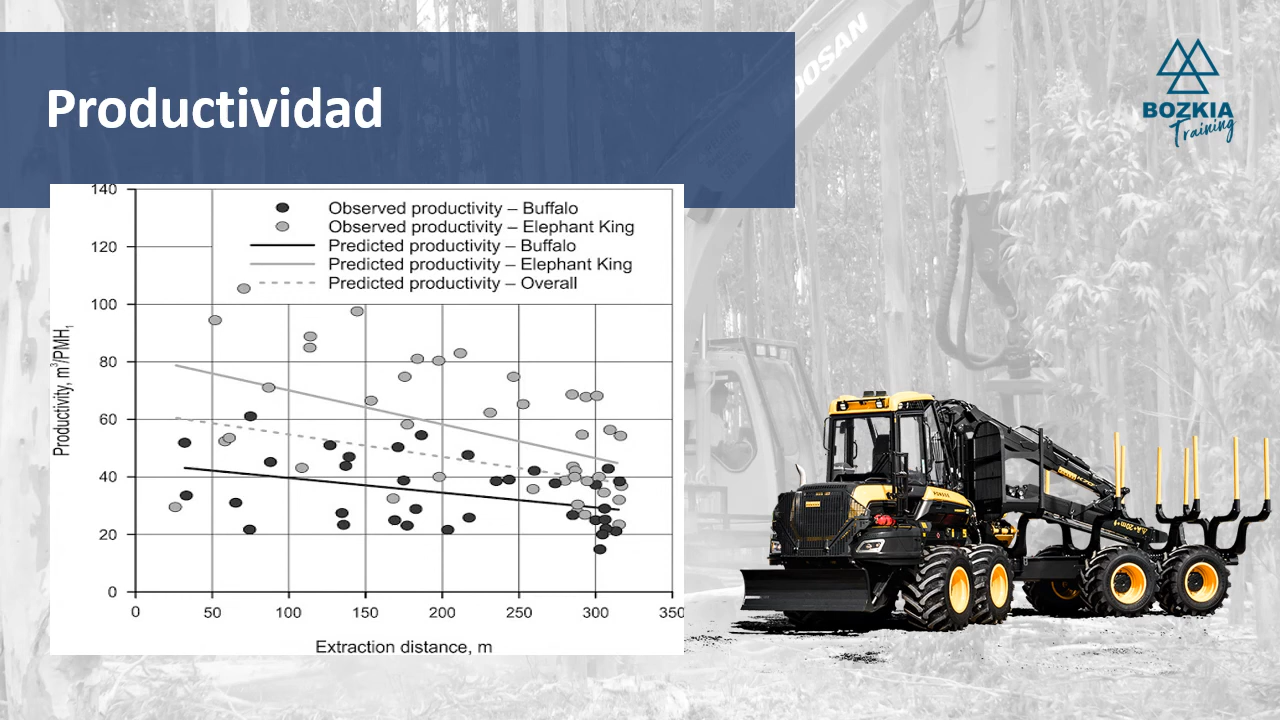 DOOSAN
Productividad
BOZKIA
Training
140
120
100
80
60
40
20
0
Productivity, m³/PMH₁
Observed productivity – Buffalo
Observed productivity – Elephant King
Predicted productivity – Buffalo
Predicted productivity – Elephant King
Predicted productivity – Overall
0 50 100 150 200 250 300 350
Extraction distance, m
PONSSE